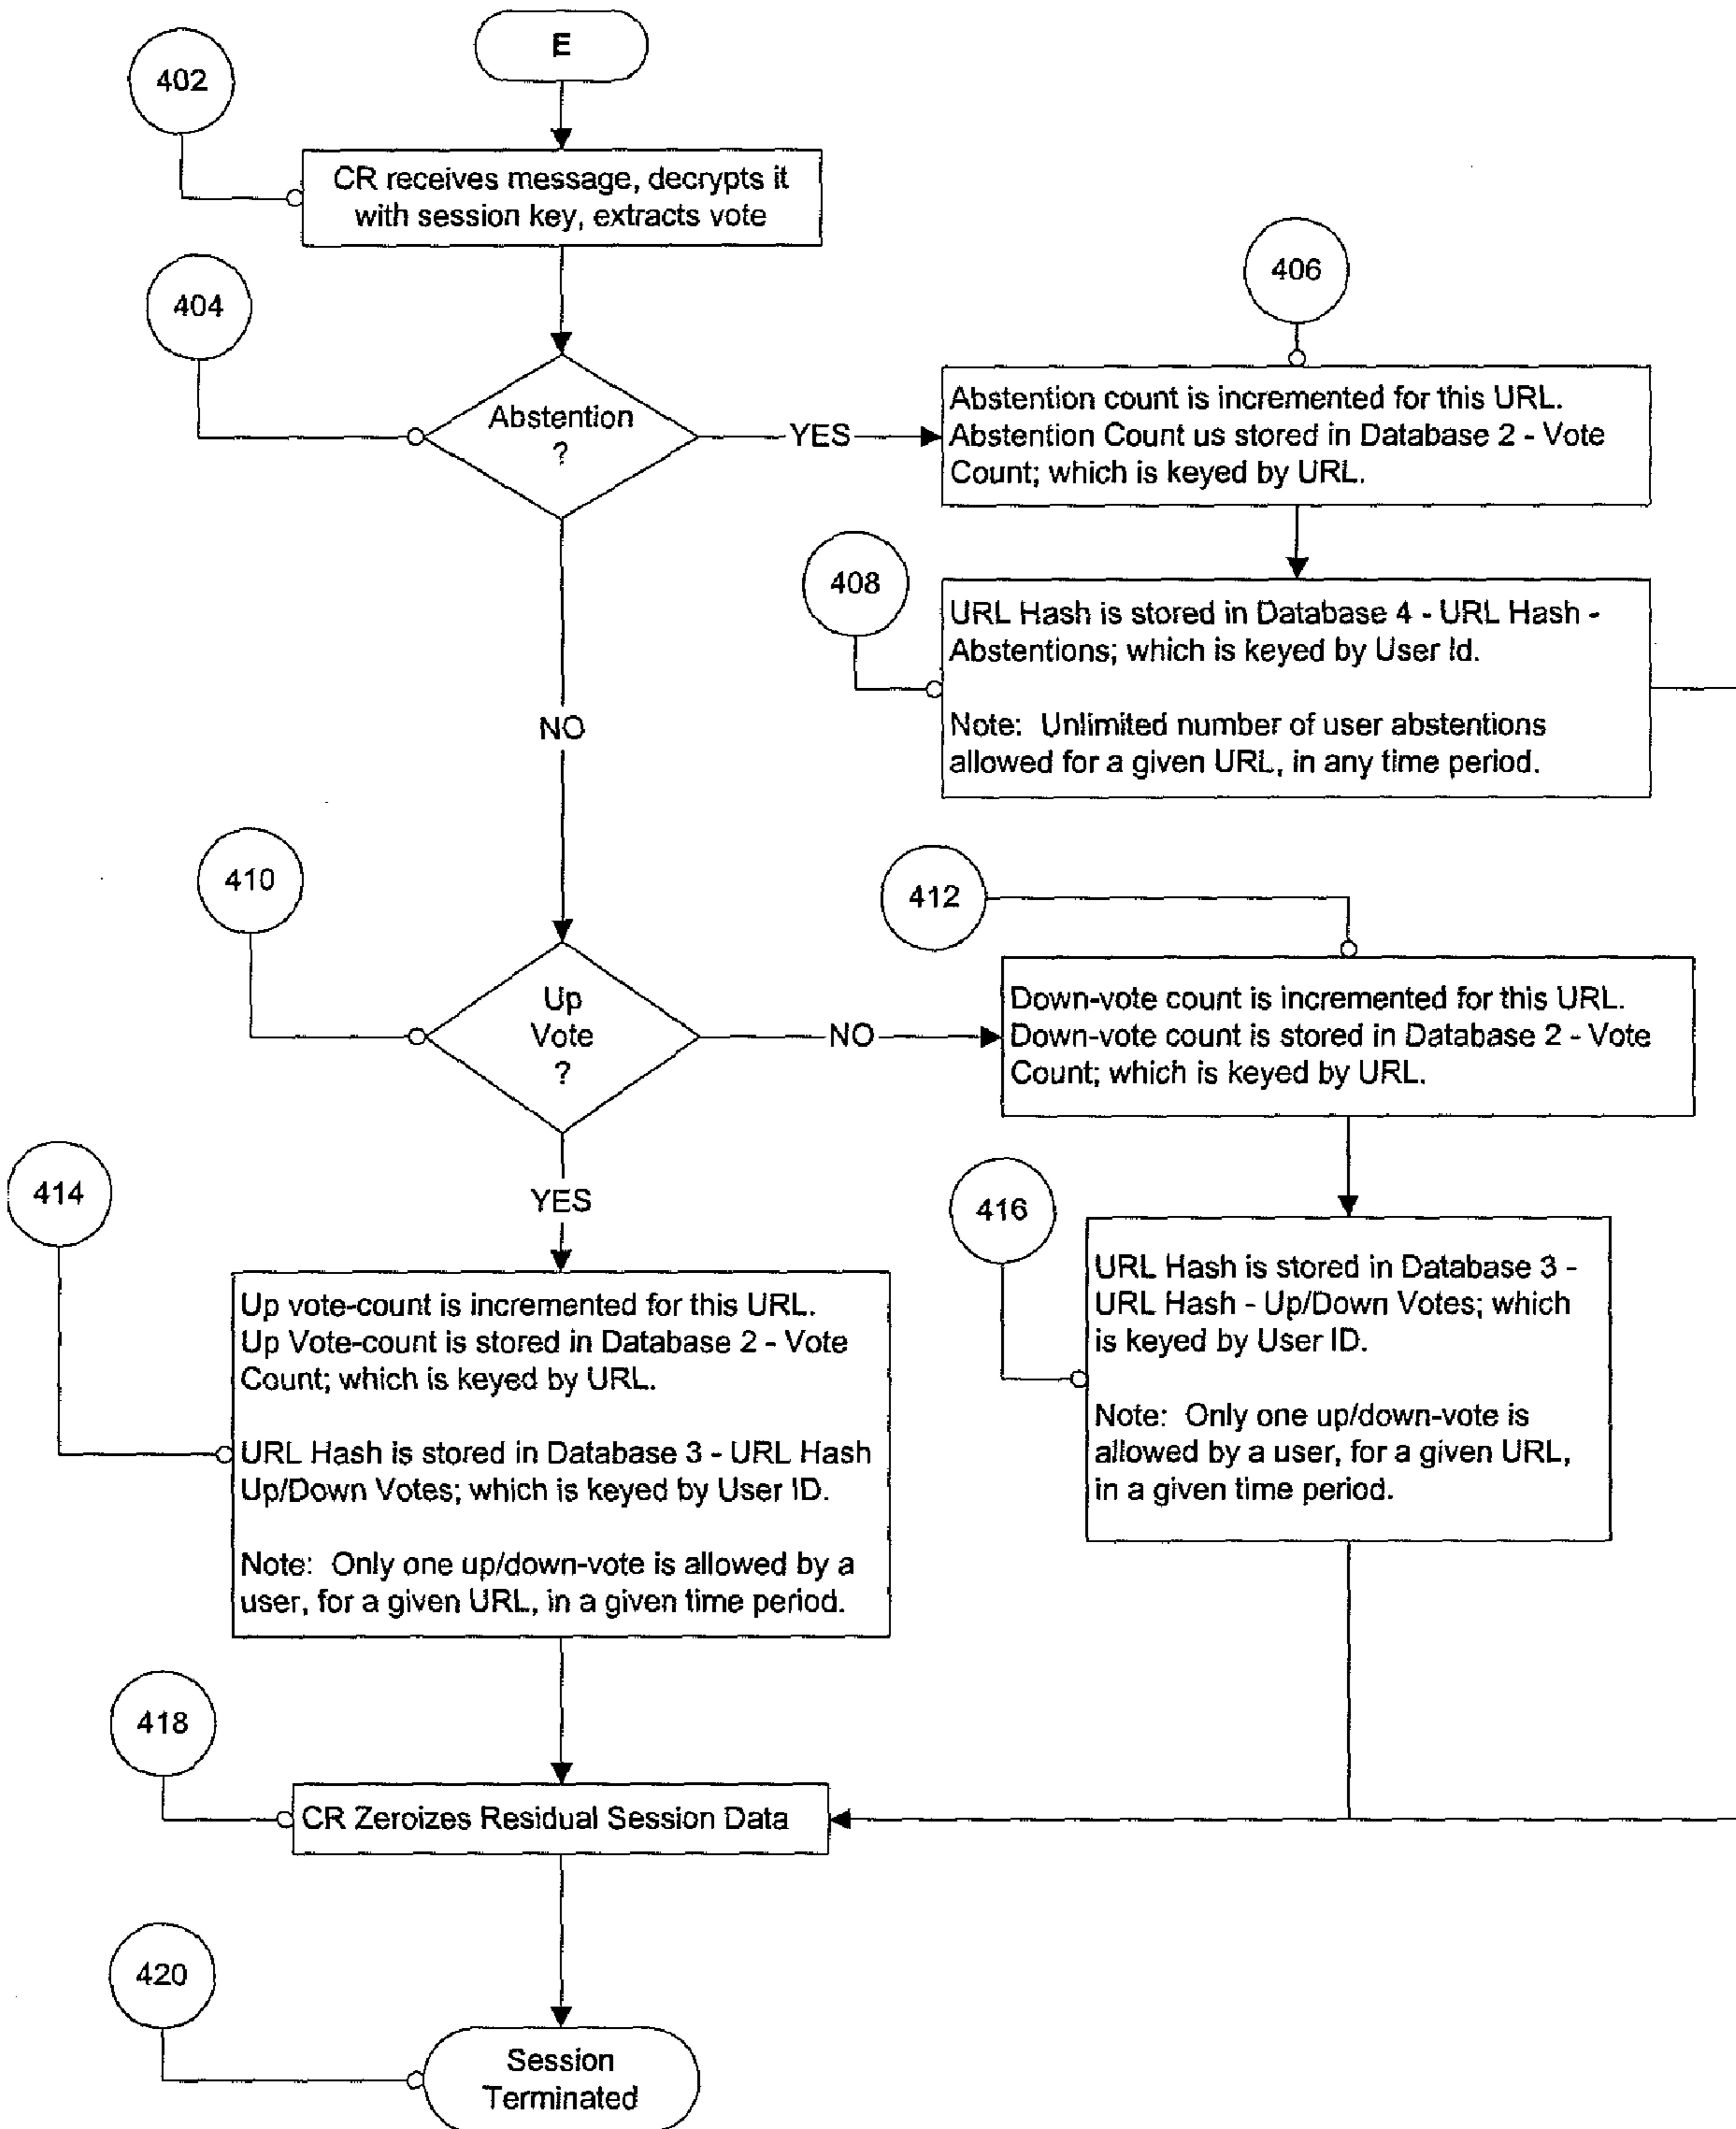 E
402
CR receives message, decrypts it
with session key, extracts vote
404
Abstention
?
YES
406
Abstention count is incremented for this URL.
Abstention Count us stored in Database 2 - Vote
Count; which is keyed by URL.
408
URL Hash is stored in Database 4 - URL Hash -
Abstentions; which is keyed by User Id.
Note: Unlimited number of user abstentions
allowed for a given URL, in any time period.
NO
410
Up
Vote
?
NO
412
Down-vote count is incremented for this URL.
Down-vote count is stored in Database 2 - Vote
Count; which is keyed by URL.
YES
414
Up vote-count is incremented for this URL.
Up Vote-count is stored in Database 2 - Vote
Count; which is keyed by URL.
URL Hash is stored in Database 3 - URL Hash
Up/Down Votes; which is keyed by User ID.
Note: Only one up/down-vote is allowed by a
user, for a given URL, in a given time period.
416
URL Hash is stored in Database 3 -
URL Hash - Up/Down Votes; which
is keyed by User ID.
Note: Only one up/down-vote is
allowed by a user, for a given URL,
in a given time period.
418
CR Zeroizes Residual Session Data
420
Session
Terminated